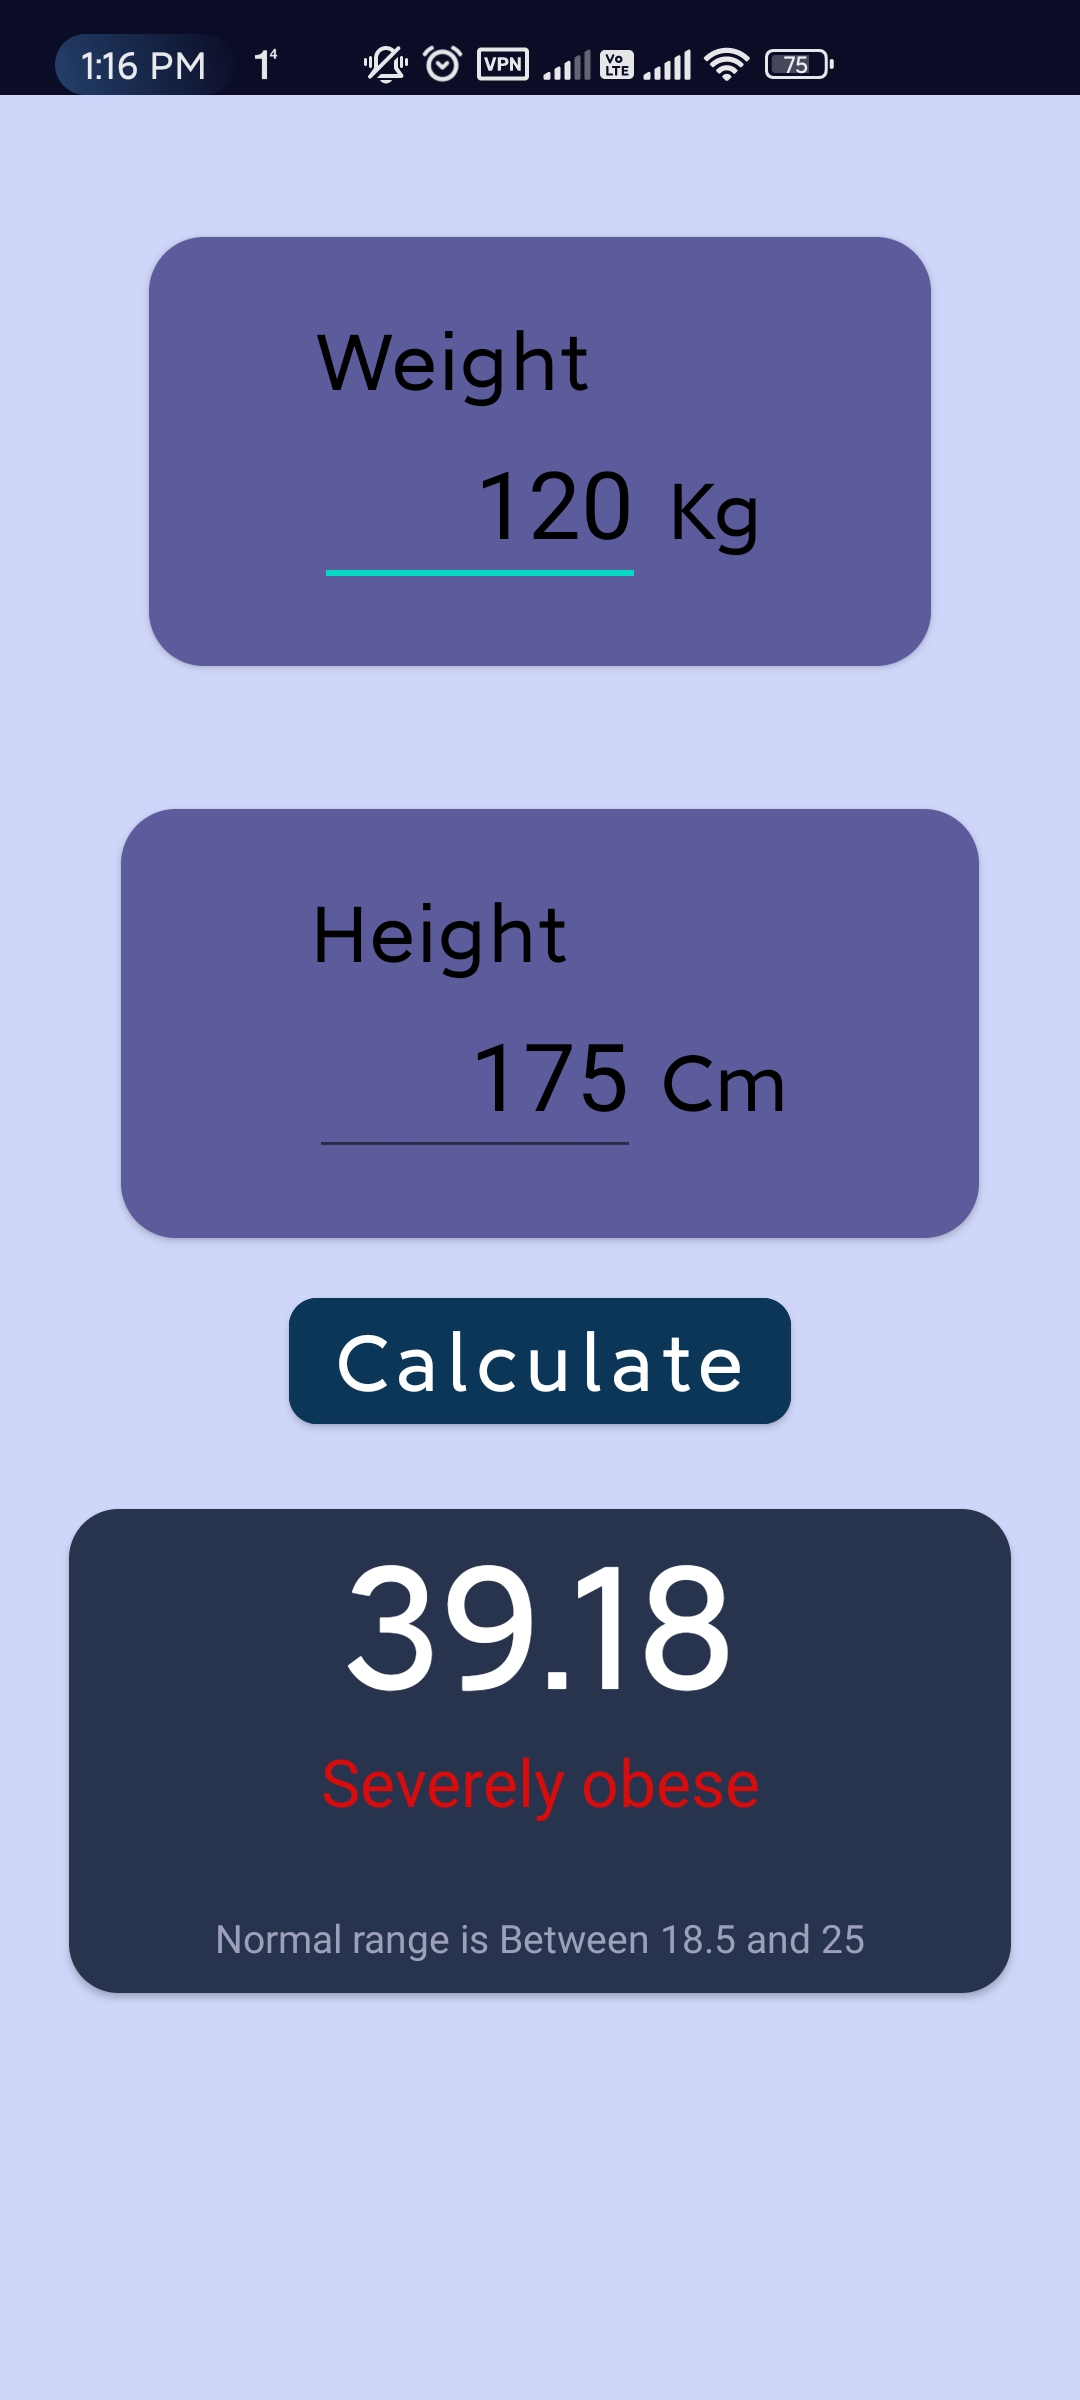 1:16 PM 1⁴ VPN Vo LTE 75
Weight
120 Kg
Height
175 Cm
Calculate
39.18
Severely obese
Normal range is Between 18.5 and 25